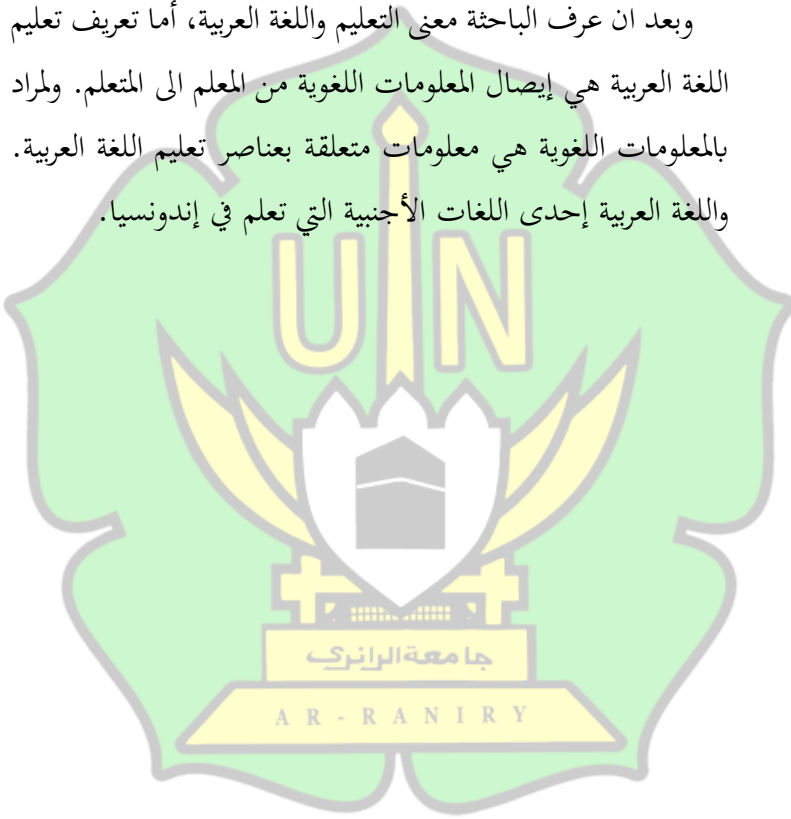 وبعد ان عرف الباحثة معنى التعليم واللغة العربية، أما تعريف تعليم
اللغة العربية هي إيصال المعلومات اللغوية من المعلم الى المتعلم. ولمراد
بالمعلومات اللغوية هي معلومات متعلقة بعناصر تعليم اللغة العربية.
واللغة العربية إحدى اللغات الأجنبية التي تعلم في إندونسيا.
UIN
جامعة الرانري
AR-RANIRY